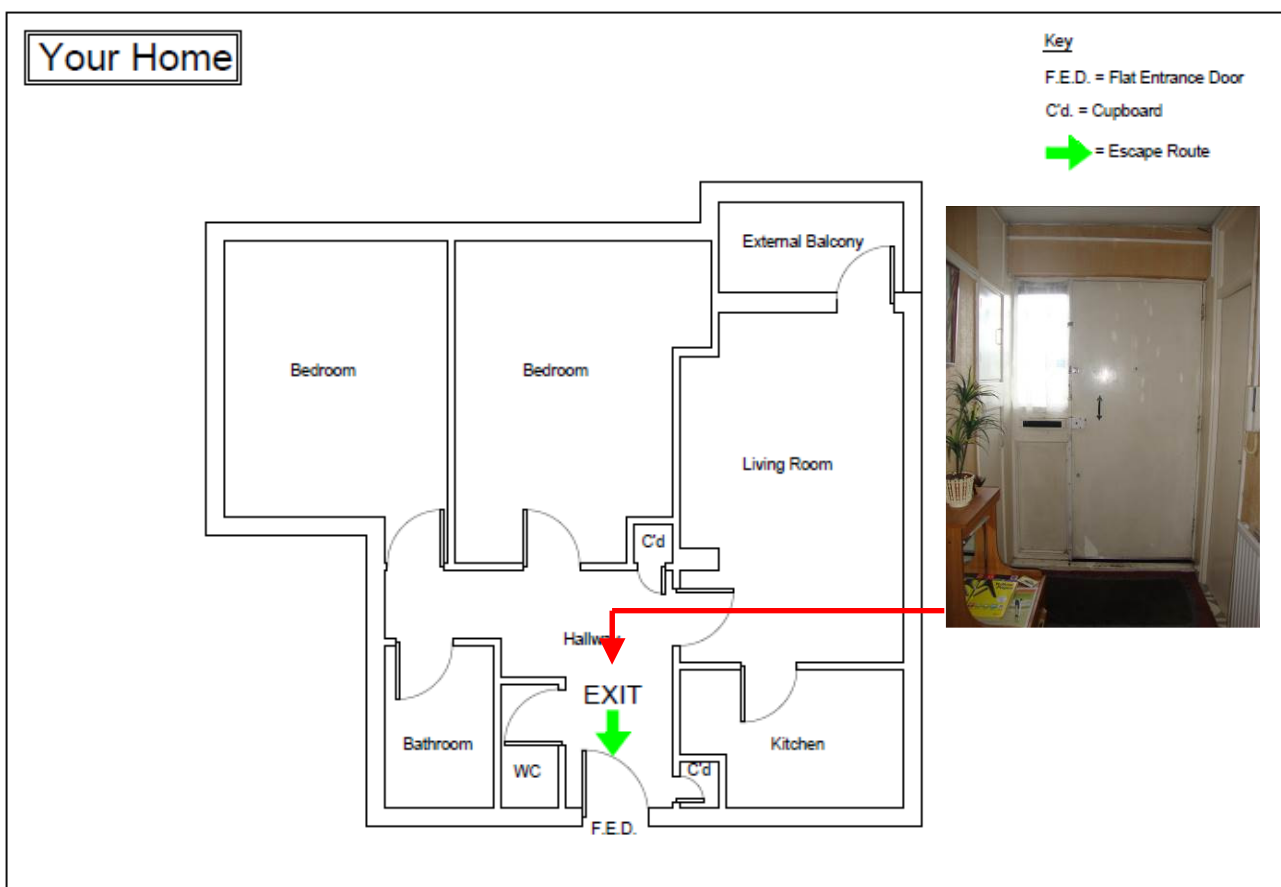 Your Home
Key
F.E.D. = Flat Entrance Door
C'd. = Cupboard
= Escape Route
External Balcony
Bedroom
Bedroom
Living Room
C'd
Hallway
EXIT
Bathroom
WC
C'd
Kitchen
F.E.D.